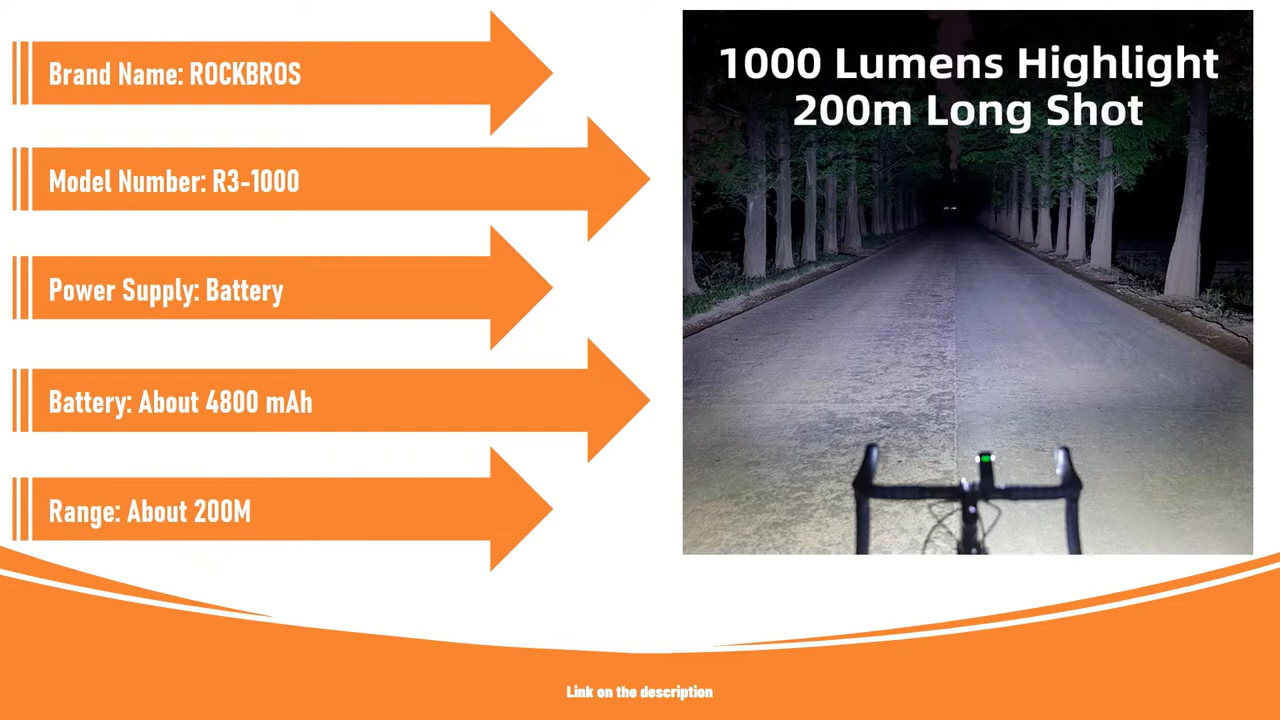 Brand Name: ROCKBROS
Model Number: R3-1000
Power Supply: Battery
Battery: About 4800 mAh
Range: About 200M
1000 Lumens Highlight
200m Long Shot
Link on the description